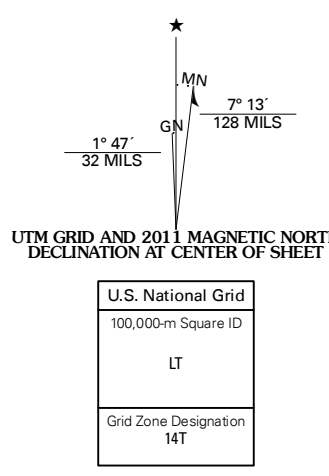 ★
MN
7° 13´
128 MILS
GN
1° 47´
32 MILS
UTM GRID AND 2011 MAGNETIC NORT
DECLINATION AT CENTER OF SHEET
U.S. National Grid
100,000-m Square ID
LT
Grid Zone Designation
14T